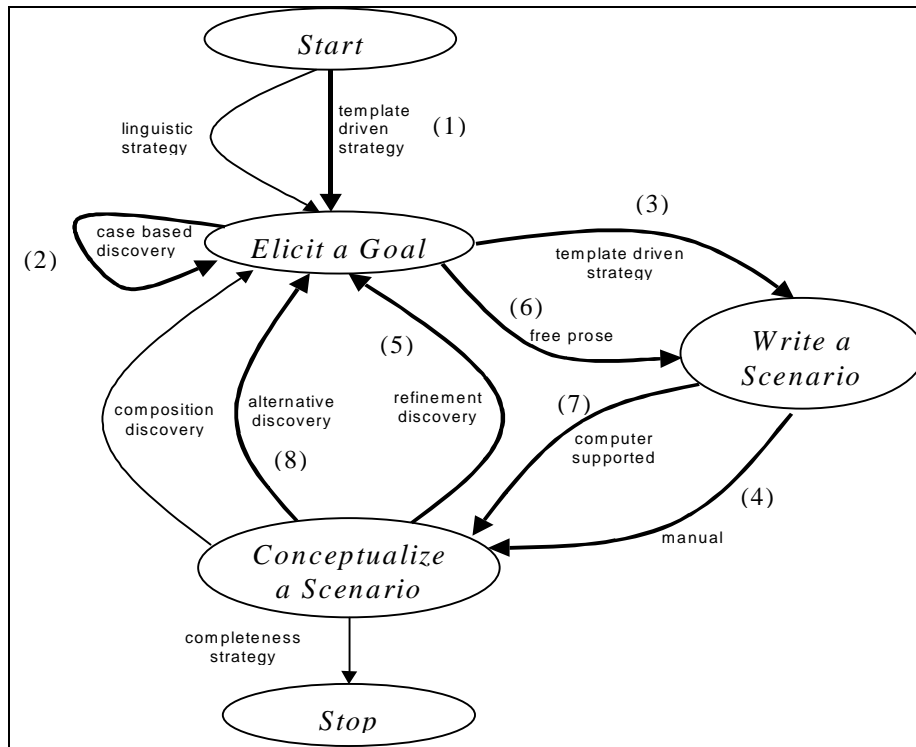 Start
linguistic
strategy
template
driven
strategy
(1)
Elicit a Goal
case based
discovery
(2)
(3)
template driven
strategy
(6)
free prose
Write a
Scenario
(5)
composition
discovery
alternative
discovery
refinement
discovery
(8)
(7)
computer
supported
(4)
manual
Conceptualize
a Scenario
completeness
strategy
Stop